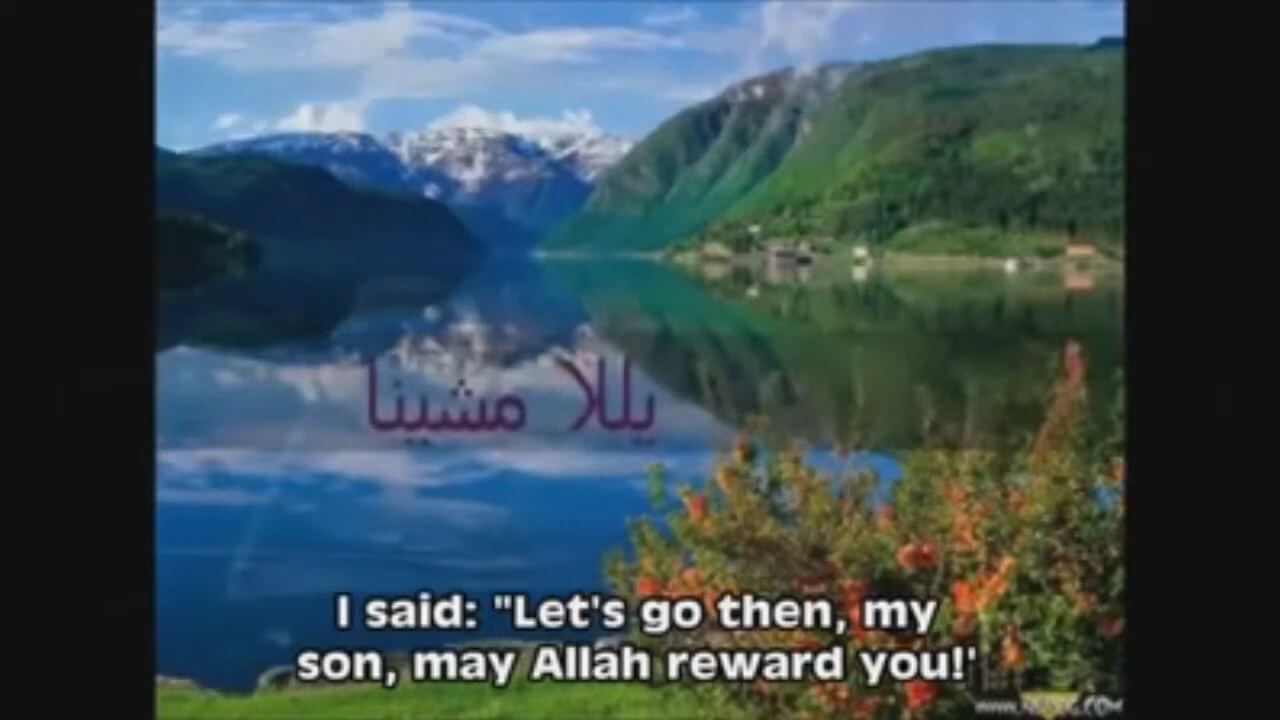 يللا مشينا
I said: "Let's go then, my
son, may Allah reward you!'